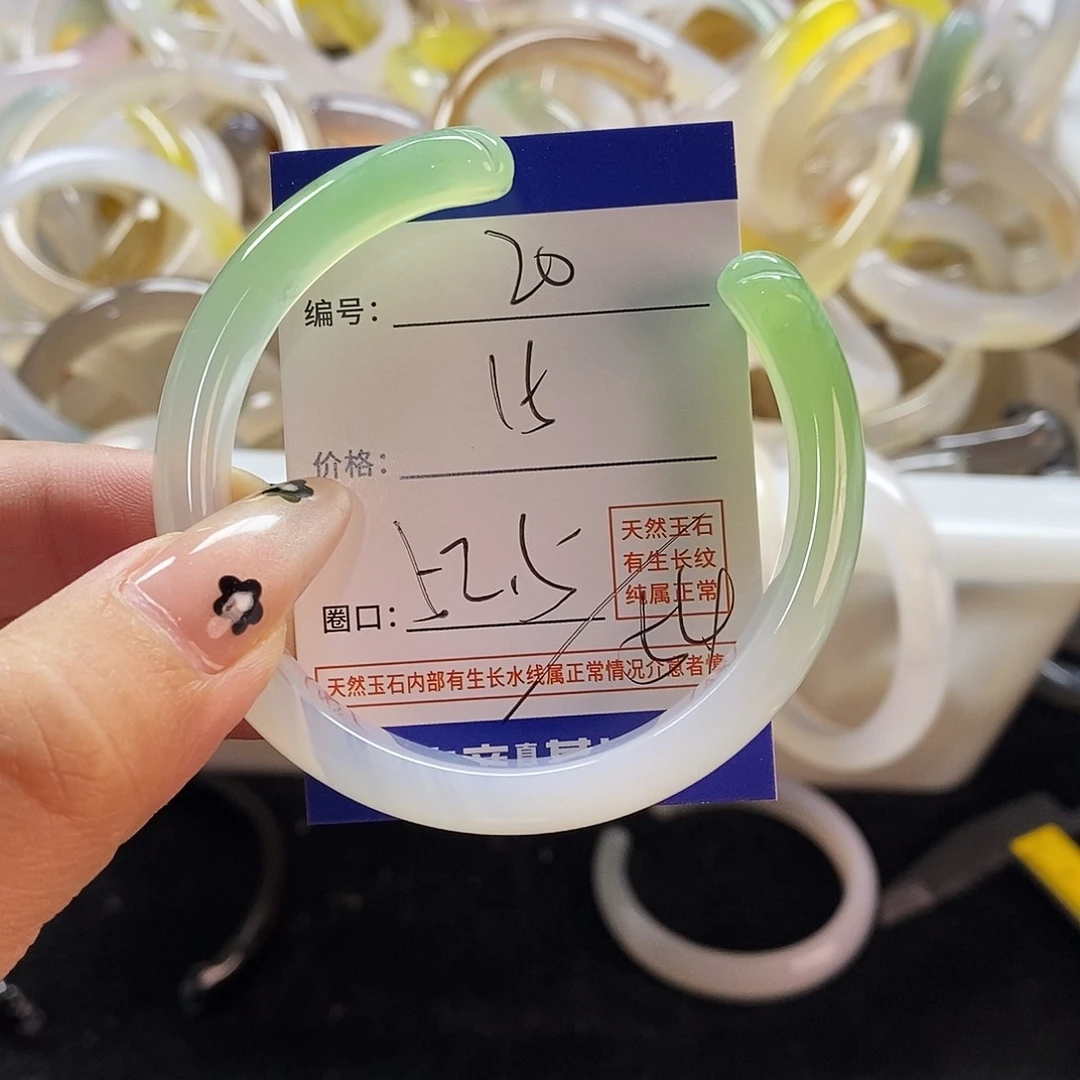 编号: 20
价格: 15
圈口: 52.5
天然玉石
有生长纹
纯属正常
54
天然玉石内部有生长水线属正常情况介意者慎